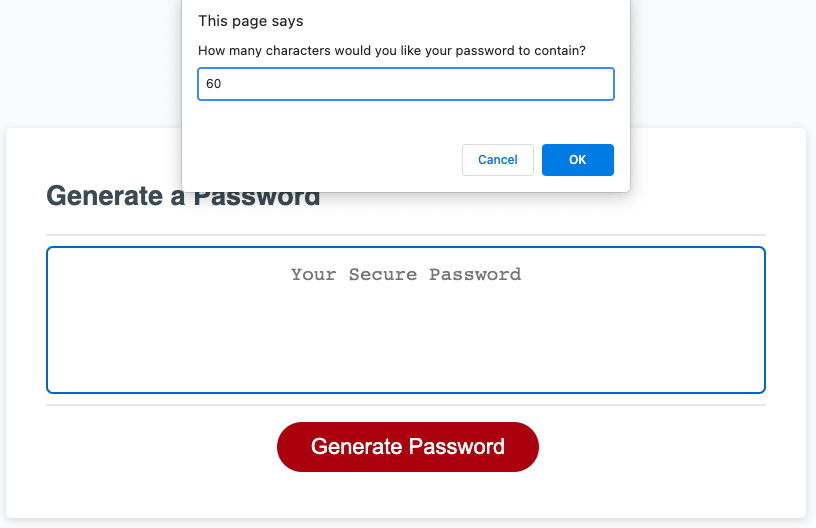 This page says
How many characters would you like your password to contain?
60
Cancel
OK
Generate a Password
Your Secure Password
Generate Password